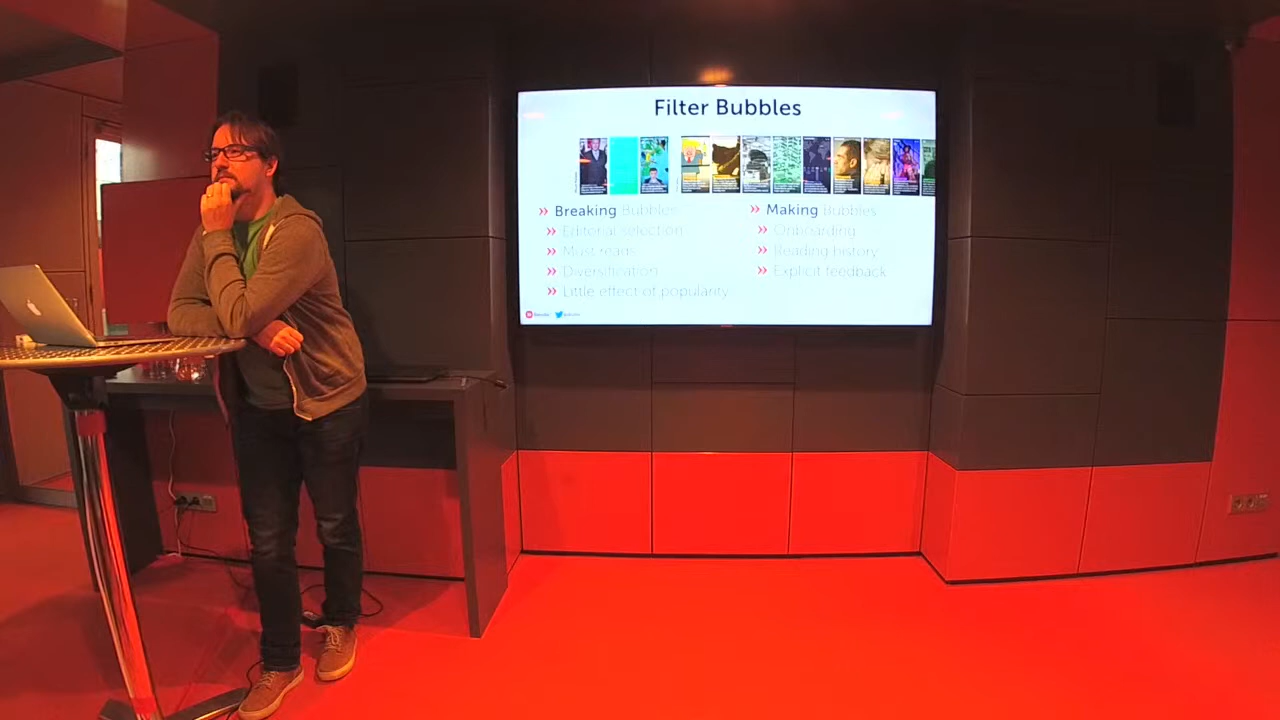 Filter Bubbles
Breaking Bubbles
Editorial selection
Must reads
Diversification
Little effect of popularity
Making Bubbles
Onboarding
Reading history
Explicit feedback